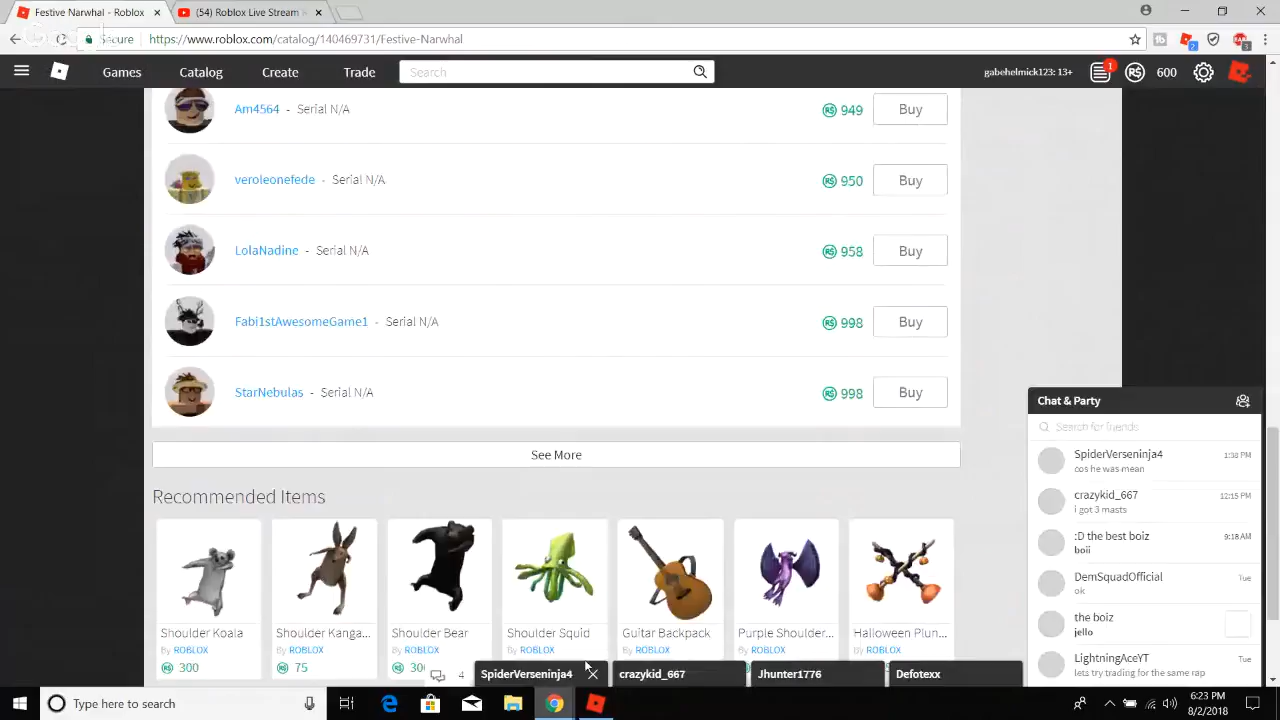 Festive Narwhal - Roblox
(54) Roblox Live Stream
Secure
https://www.roblox.com/catalog/140469731/Festive-Narwhal
2
3
Games
Catalog
Create
Trade
Search
gabehelmick123: 13+
1
R$
600
Am4564 - Serial N/A
R$ 949
Buy
veroleonefede - Serial N/A
R$ 950
Buy
LolaNadine - Serial N/A
R$ 958
Buy
Fabi1stAwesomeGame1 - Serial N/A
R$ 998
Buy
StarNebulas - Serial N/A
R$ 998
Buy
See More
Recommended Items
Shoulder Koala
By ROBLOX
R$ 300
Shoulder Kanga...
By ROBLOX
R$ 75
Shoulder Bear
By ROBLOX
R$ 30
Shoulder Squid
By ROBLOX
Guitar Backpack
By ROBLOX
Purple Shoulder...
By ROBLOX
Halloween Plun...
By ROBLOX
Chat & Party
Search for friends
SpiderVerseninja4
1:38 PM
cos he was mean
crazykid_667
12:15 PM
i got 3 masts
:D the best boiz
9:18 AM
boii
DemSquadOfficial
Tue
ok
the boiz
jello
LightningAceYT
Tue
lets try trading for the same rap
4
SpiderVerseninja4
crazykid_667
Jhunter1776
Defotexx
Type here to search
6:23 PM
8/2/2018